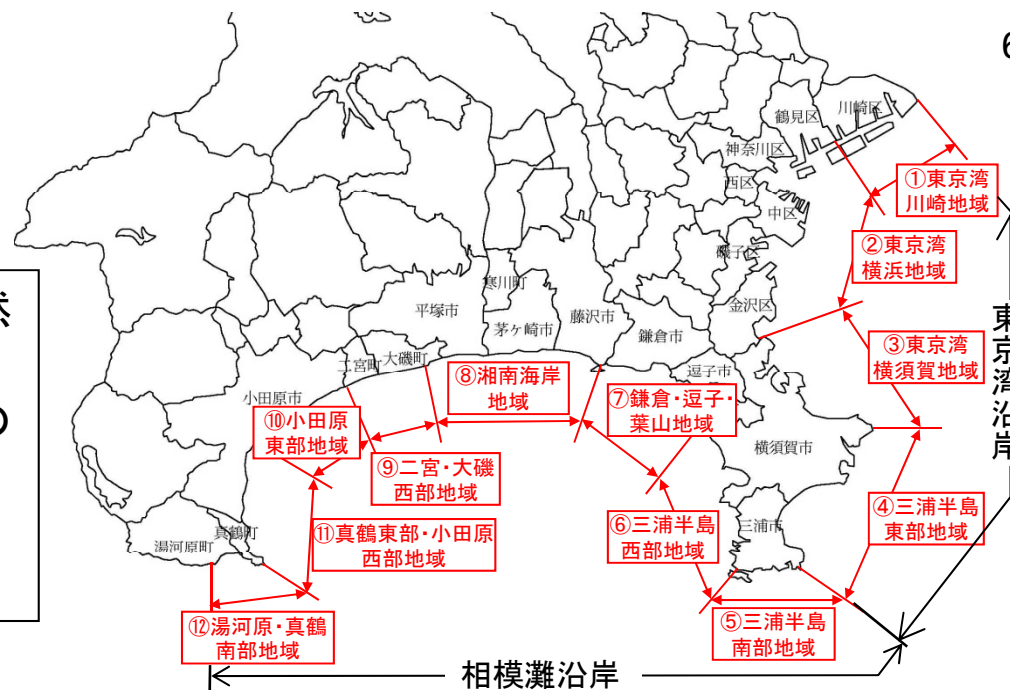 6
川崎区
鶴見区
神奈川区
西区
中区
磯子区
金沢区
①東京湾
川崎地域
②東京湾
横浜地域
③東京湾
横須賀地域
東京湾沿岸
寒川町
平塚市
茅ヶ崎市
藤沢市
鎌倉市
逗子市
二宮町
大磯町
小田原市
横須賀市
三浦市
真鶴町
湯河原町
⑧湘南海岸
地域
⑦鎌倉・逗子・
葉山地域
⑩小田原
東部地域
⑨二宮・大磯
西部地域
⑪真鶴東部・小田原
西部地域
⑥三浦半島
西部地域
④三浦半島
東部地域
⑫湯河原・真鶴
南部地域
⑤三浦半島
南部地域
相模灘沿岸
の